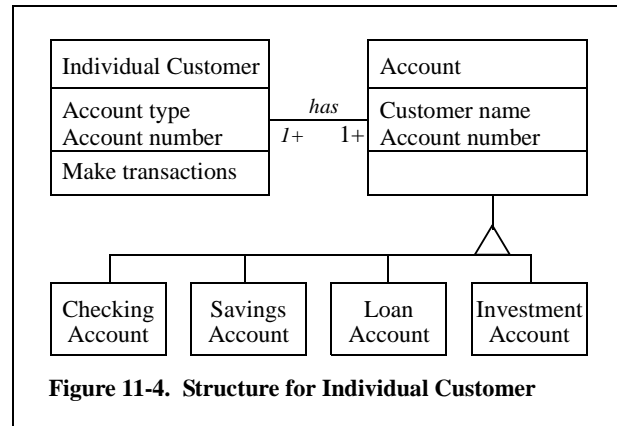 Individual Customer
Account type
Account number
Make transactions
has
1+ 1+
Account
Customer name
Account number
Checking
Account
Savings
Account
Loan
Account
Investment
Account
Figure 11-4. Structure for Individual Customer